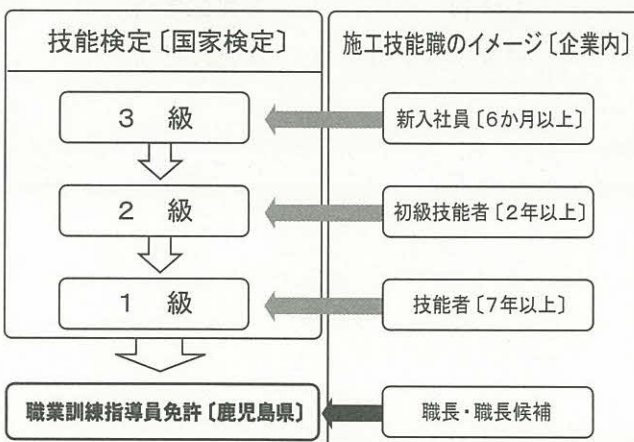 技能検定〔国家検定〕
施工技能職のイメージ〔企業内〕
3 級
新入社員〔6か月以上〕
2 級
初級技能者〔2年以上〕
1 級
技能者〔7年以上〕
職業訓練指導員免許〔鹿児島県〕
職長・職長候補